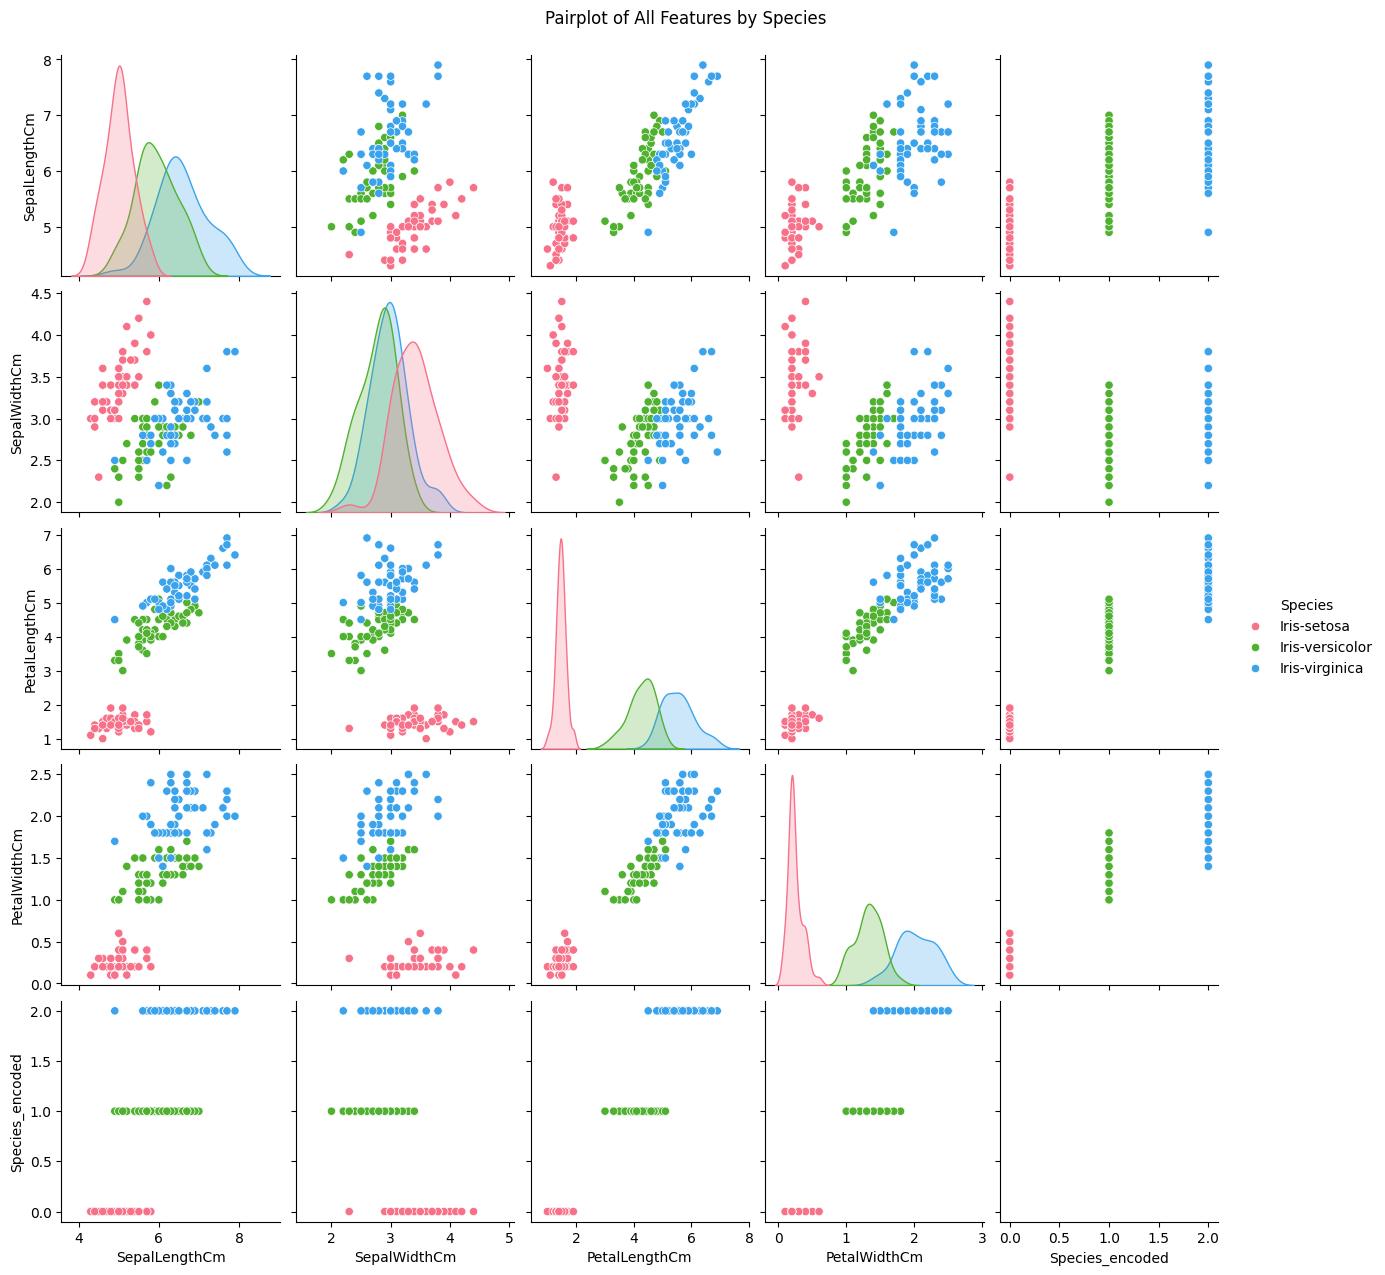 Pairplot of All Features by Species
SepalLengthCm
8
7
6
5
SepalWidthCm
4.5
4.0
3.5
3.0
2.5
2.0
PetalLengthCm
7
6
5
4
3
2
1
Species
Iris-setosa
Iris-versicolor
Iris-virginica
PetalWidthCm
2.5
2.0
1.5
1.0
0.5
0.0
Species_encoded
2.0
1.5
1.0
0.5
0.0
4 6 8
2 3 4 5
2 4 6 8
0 1 2 3
0.0 0.5 1.0 1.5 2.0
SepalLengthCm
SepalWidthCm
PetalLengthCm
PetalWidthCm
Species_encoded